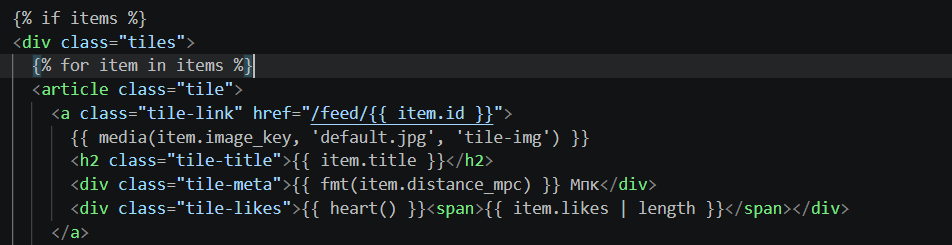 {% if items %}
<div class="tiles">
{% for item in items %}
<article class="tile">
<a class="tile-link" href="/feed/{{ item.id }}">
{{ media(item.image_key, 'default.jpg', 'tile-img') }}
<h2 class="tile-title">{{ item.title }}</h2>
<div class="tile-meta">{{ fmt(item.distance_mpc) }} Мпк</div>
<div class="tile-likes">{{ heart() }}<span>{{ item.likes | length }}</span></div>
</a>